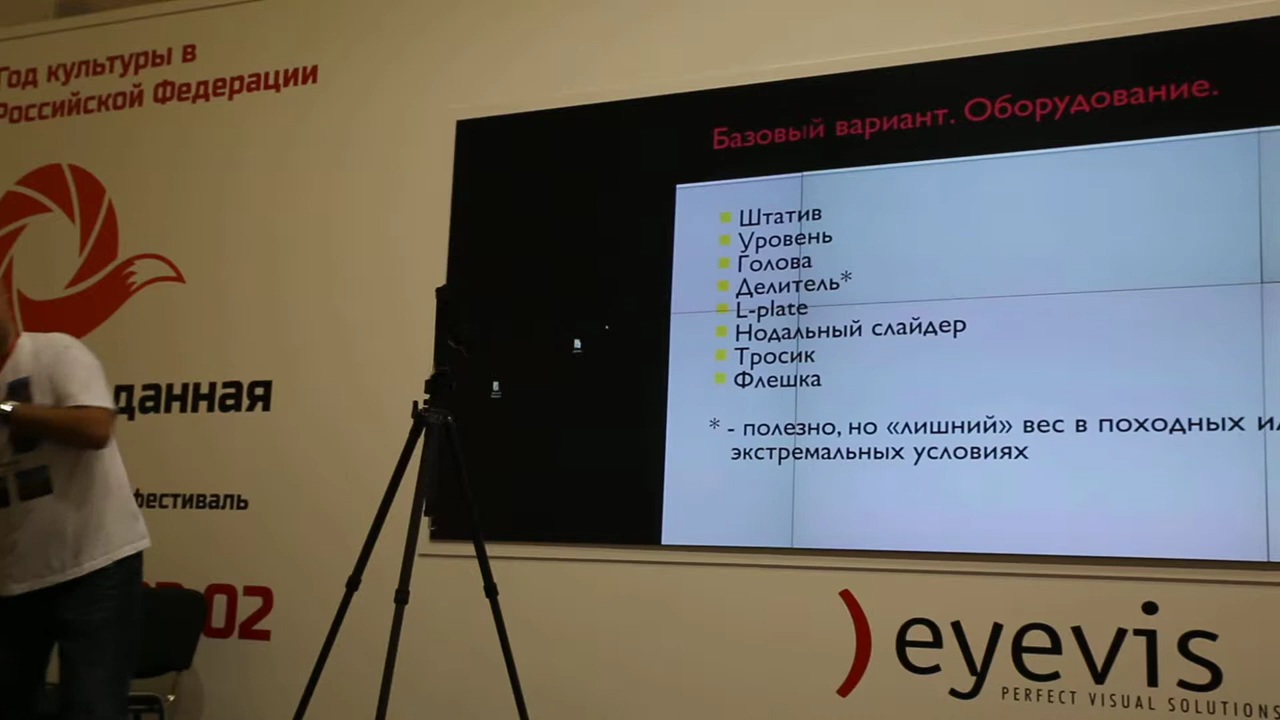 Год культуры в
Российской Федерации
данная
фестиваль
02
Базовый вариант. Оборудование.
Штатив
Уровень
Голова
Делитель*
L-plate
Нодальный слайдер
Тросик
Флешка
* - полезно, но «лишний» вес в походных
экстремальных условиях
eyevis
PERFECT VISUAL SOLUTIONS